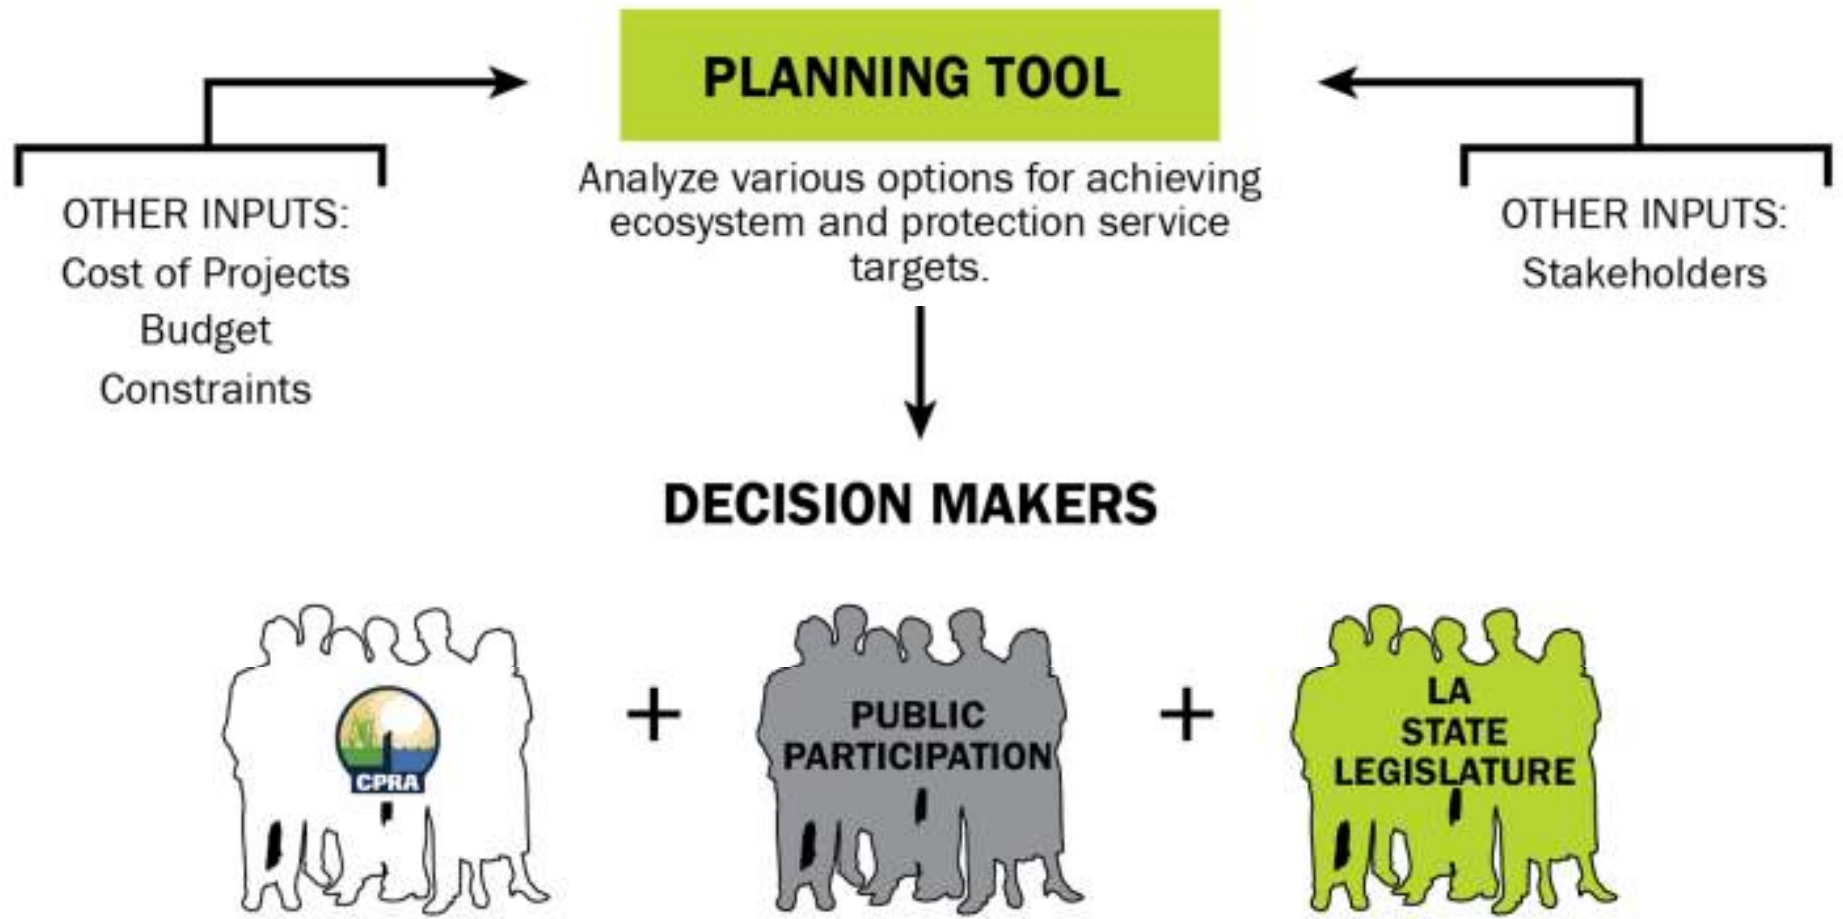 PLANNING TOOL
Analyze various options for achieving
ecosystem and protection service
targets.
OTHER INPUTS:
Cost of Projects
Budget
Constraints
OTHER INPUTS:
Stakeholders
DECISION MAKERS
CPRA
+
PUBLIC
PARTICIPATION
+
LA
STATE
LEGISLATURE